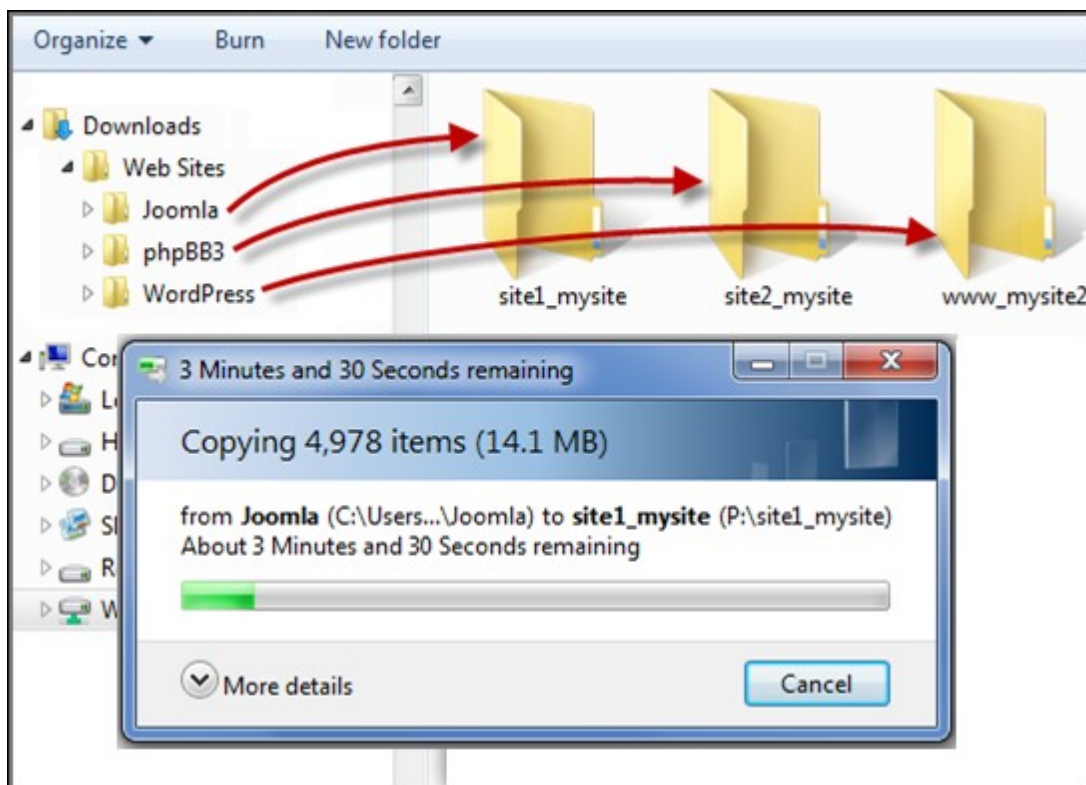 Organize Burn New folder
Downloads
Web Sites
Joomla
phpBB3
WordPress
site1_mysite site2_mysite www_mysite2
3 Minutes and 30 Seconds remaining
Copying 4,978 items (14.1 MB)
from Joomla (C:\Users...\Joomla) to site1_mysite (P:\site1_mysite)
About 3 Minutes and 30 Seconds remaining
More details
Cancel